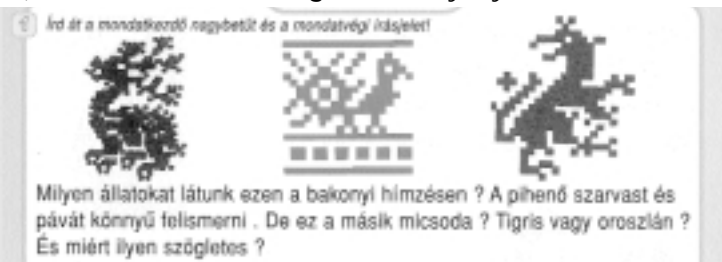 Írd át a mondatkezdő nagybetűt és a mondatvégi írásjelet!
Milyen állatokat látunk ezen a bakonyi hímzésen ? A pihenő szarvast és
pávát könnyű felismerni . De ez a másik micsoda ? Tigris vagy oroszlán ?
És miért ilyen szögletes ?